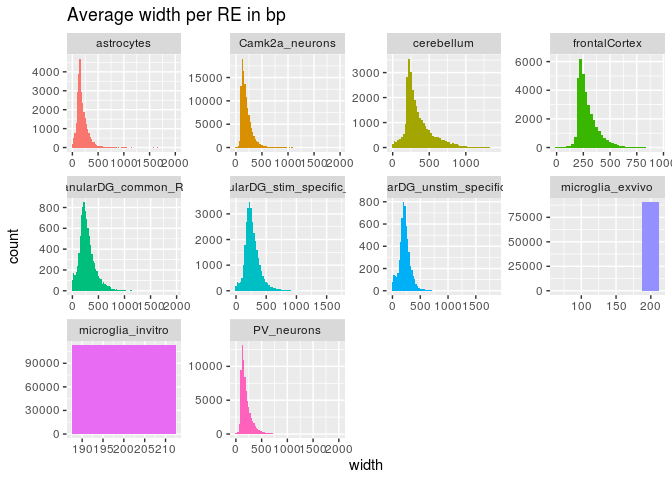 Average width per RE in bp
astrocytes
Camk2a_neurons
cerebellum
frontalCortex
4000
3000
2000
1000
0
0 500 1000 1500 2000
15000
10000
5000
0
0 500 1000 1500 2000
3000
2000
1000
0
0 500 1000
6000
4000
2000
0
0 250 500 750 1000
anularDG_common_R
ularDG_stim_specific_
arDG_unstim_specific
microglia_exvivo
800
600
400
200
0
0 500 1000 1500 2000
3000
2000
1000
0
0 500 1000 1500
800
600
400
200
0
0 500 1000 1500
75000
50000
25000
0
100 150 200
microglia_invitro
PV_neurons
90000
60000
30000
0
190 195 200 205 210
10000
5000
0
0 500 1000 1500 2000
count
width